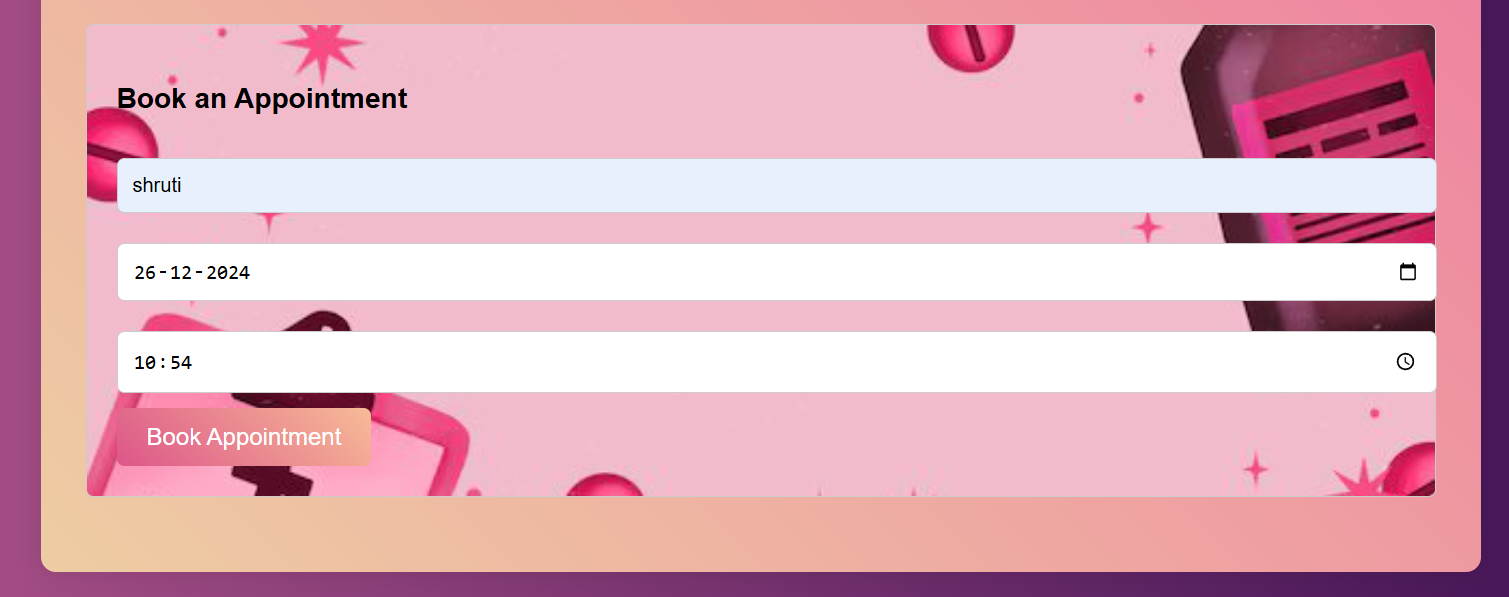 Book an Appointment
shruti
26-12-2024
10:54
Book Appointment